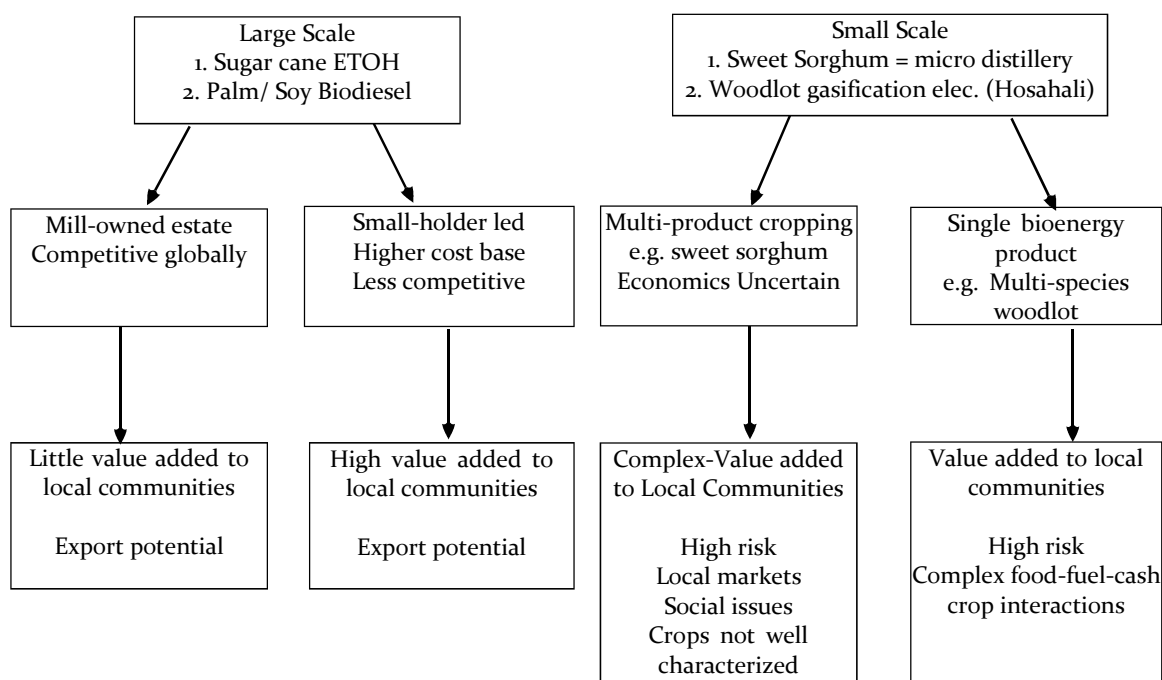 Large Scale
1. Sugar cane ETOH
2. Palm/ Soy Biodiesel
Small Scale
1. Sweet Sorghum = micro distillery
2. Woodlot gasification elec. (Hosahali)
Mill-owned estate
Competitive globally
Small-holder led
Higher cost base
Less competitive
Multi-product cropping
e.g. sweet sorghum
Economics Uncertain
Single bioenergy
product
e.g. Multi-species
woodlot
Little value added to
local communities
Export potential
High value added to
local communities
Export potential
Complex-Value added
to Local Communities
High risk
Local markets
Social issues
Crops not well
characterized
Value added to local
communities
High risk
Complex food-fuel-cash
crop interactions